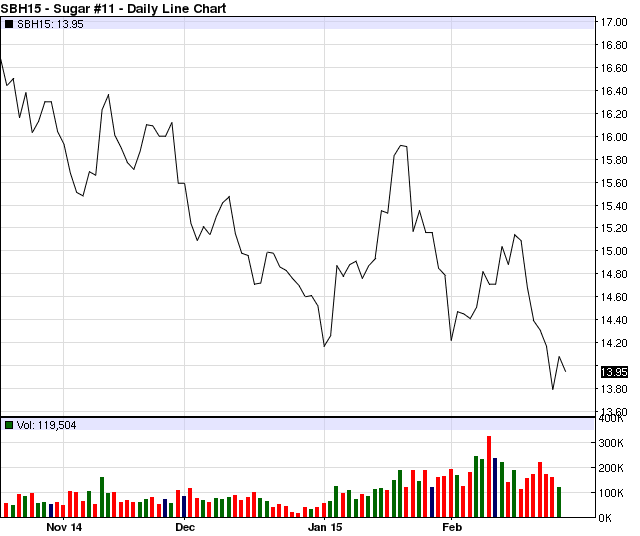 SBH15 - Sugar #11 - Daily Line Chart
SBH15: 13.95
17.00
16.80
16.60
16.40
16.20
16.00
15.80
15.60
15.40
15.20
15.00
14.80
14.60
14.40
14.20
13.95
13.80
13.60
Vol: 119,504
400K
300K
200K
100K
0K
Nov 14 Dec Jan 15 Feb